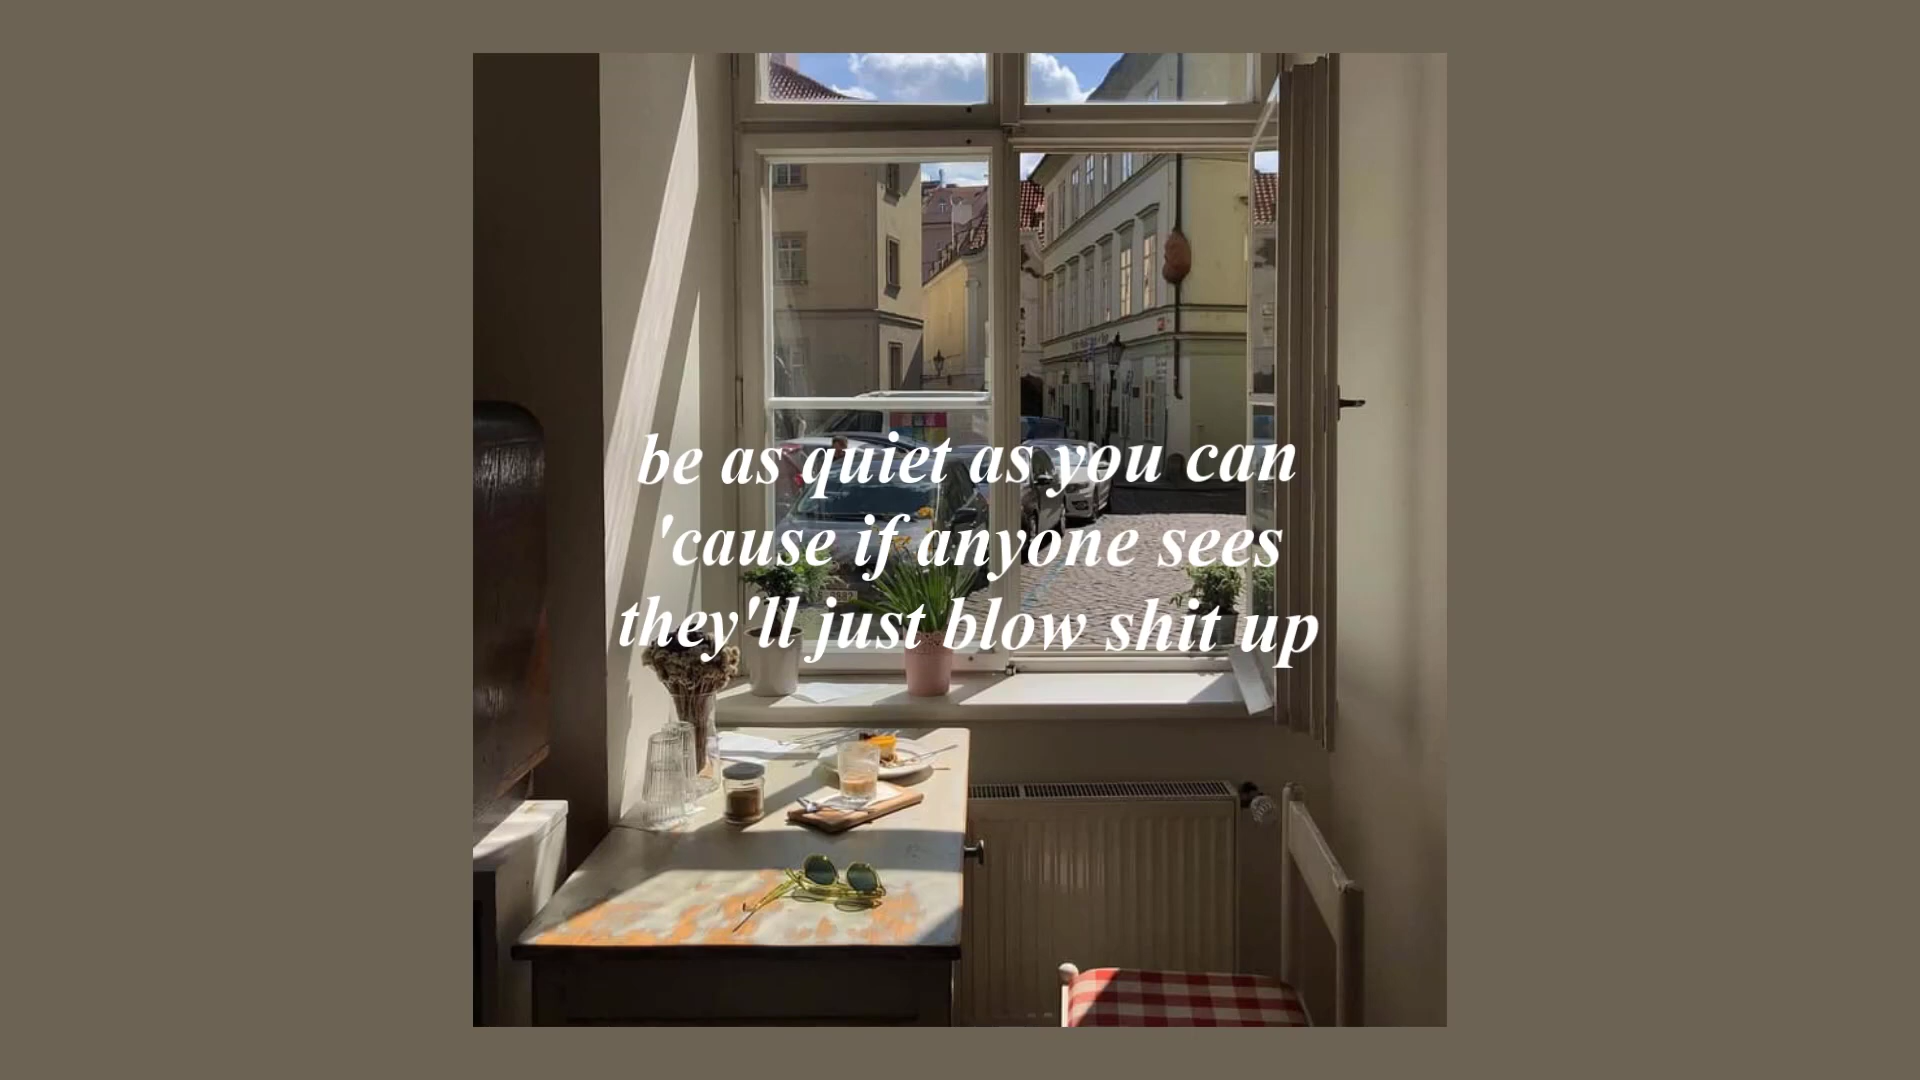 be as quiet as you can
'cause if anyone sees
they'll just blow shit up